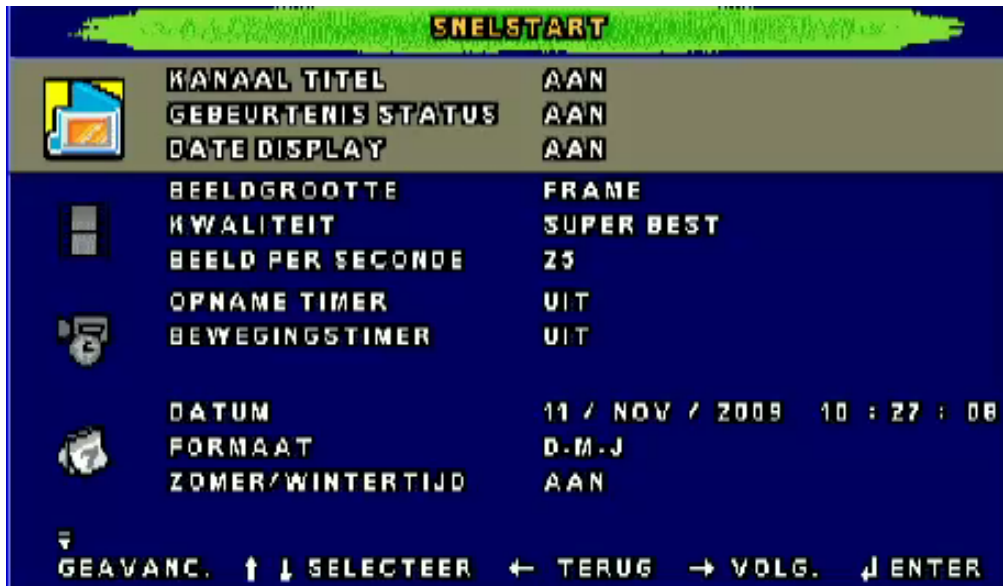 SNELSTART
KANAAL TITEL AAN
GEBEURTENIS STATUS AAN
DATE DISPLAY AAN
BEELDGROOTTE FRAME
KWALITEIT SUPER BEST
BEELD PER SECONDE 25
OPNAME TIMER UIT
BEWEGINGSTIMER UIT
DATUM 11 / NOV / 2009 10 : 27 : 08
FORMAAT D-M-J
ZOMER/WINTERTIJD AAN
GEAVANC. ↑ ↓ SELECTEER ← TERUG → VOLG. ↲ ENTER